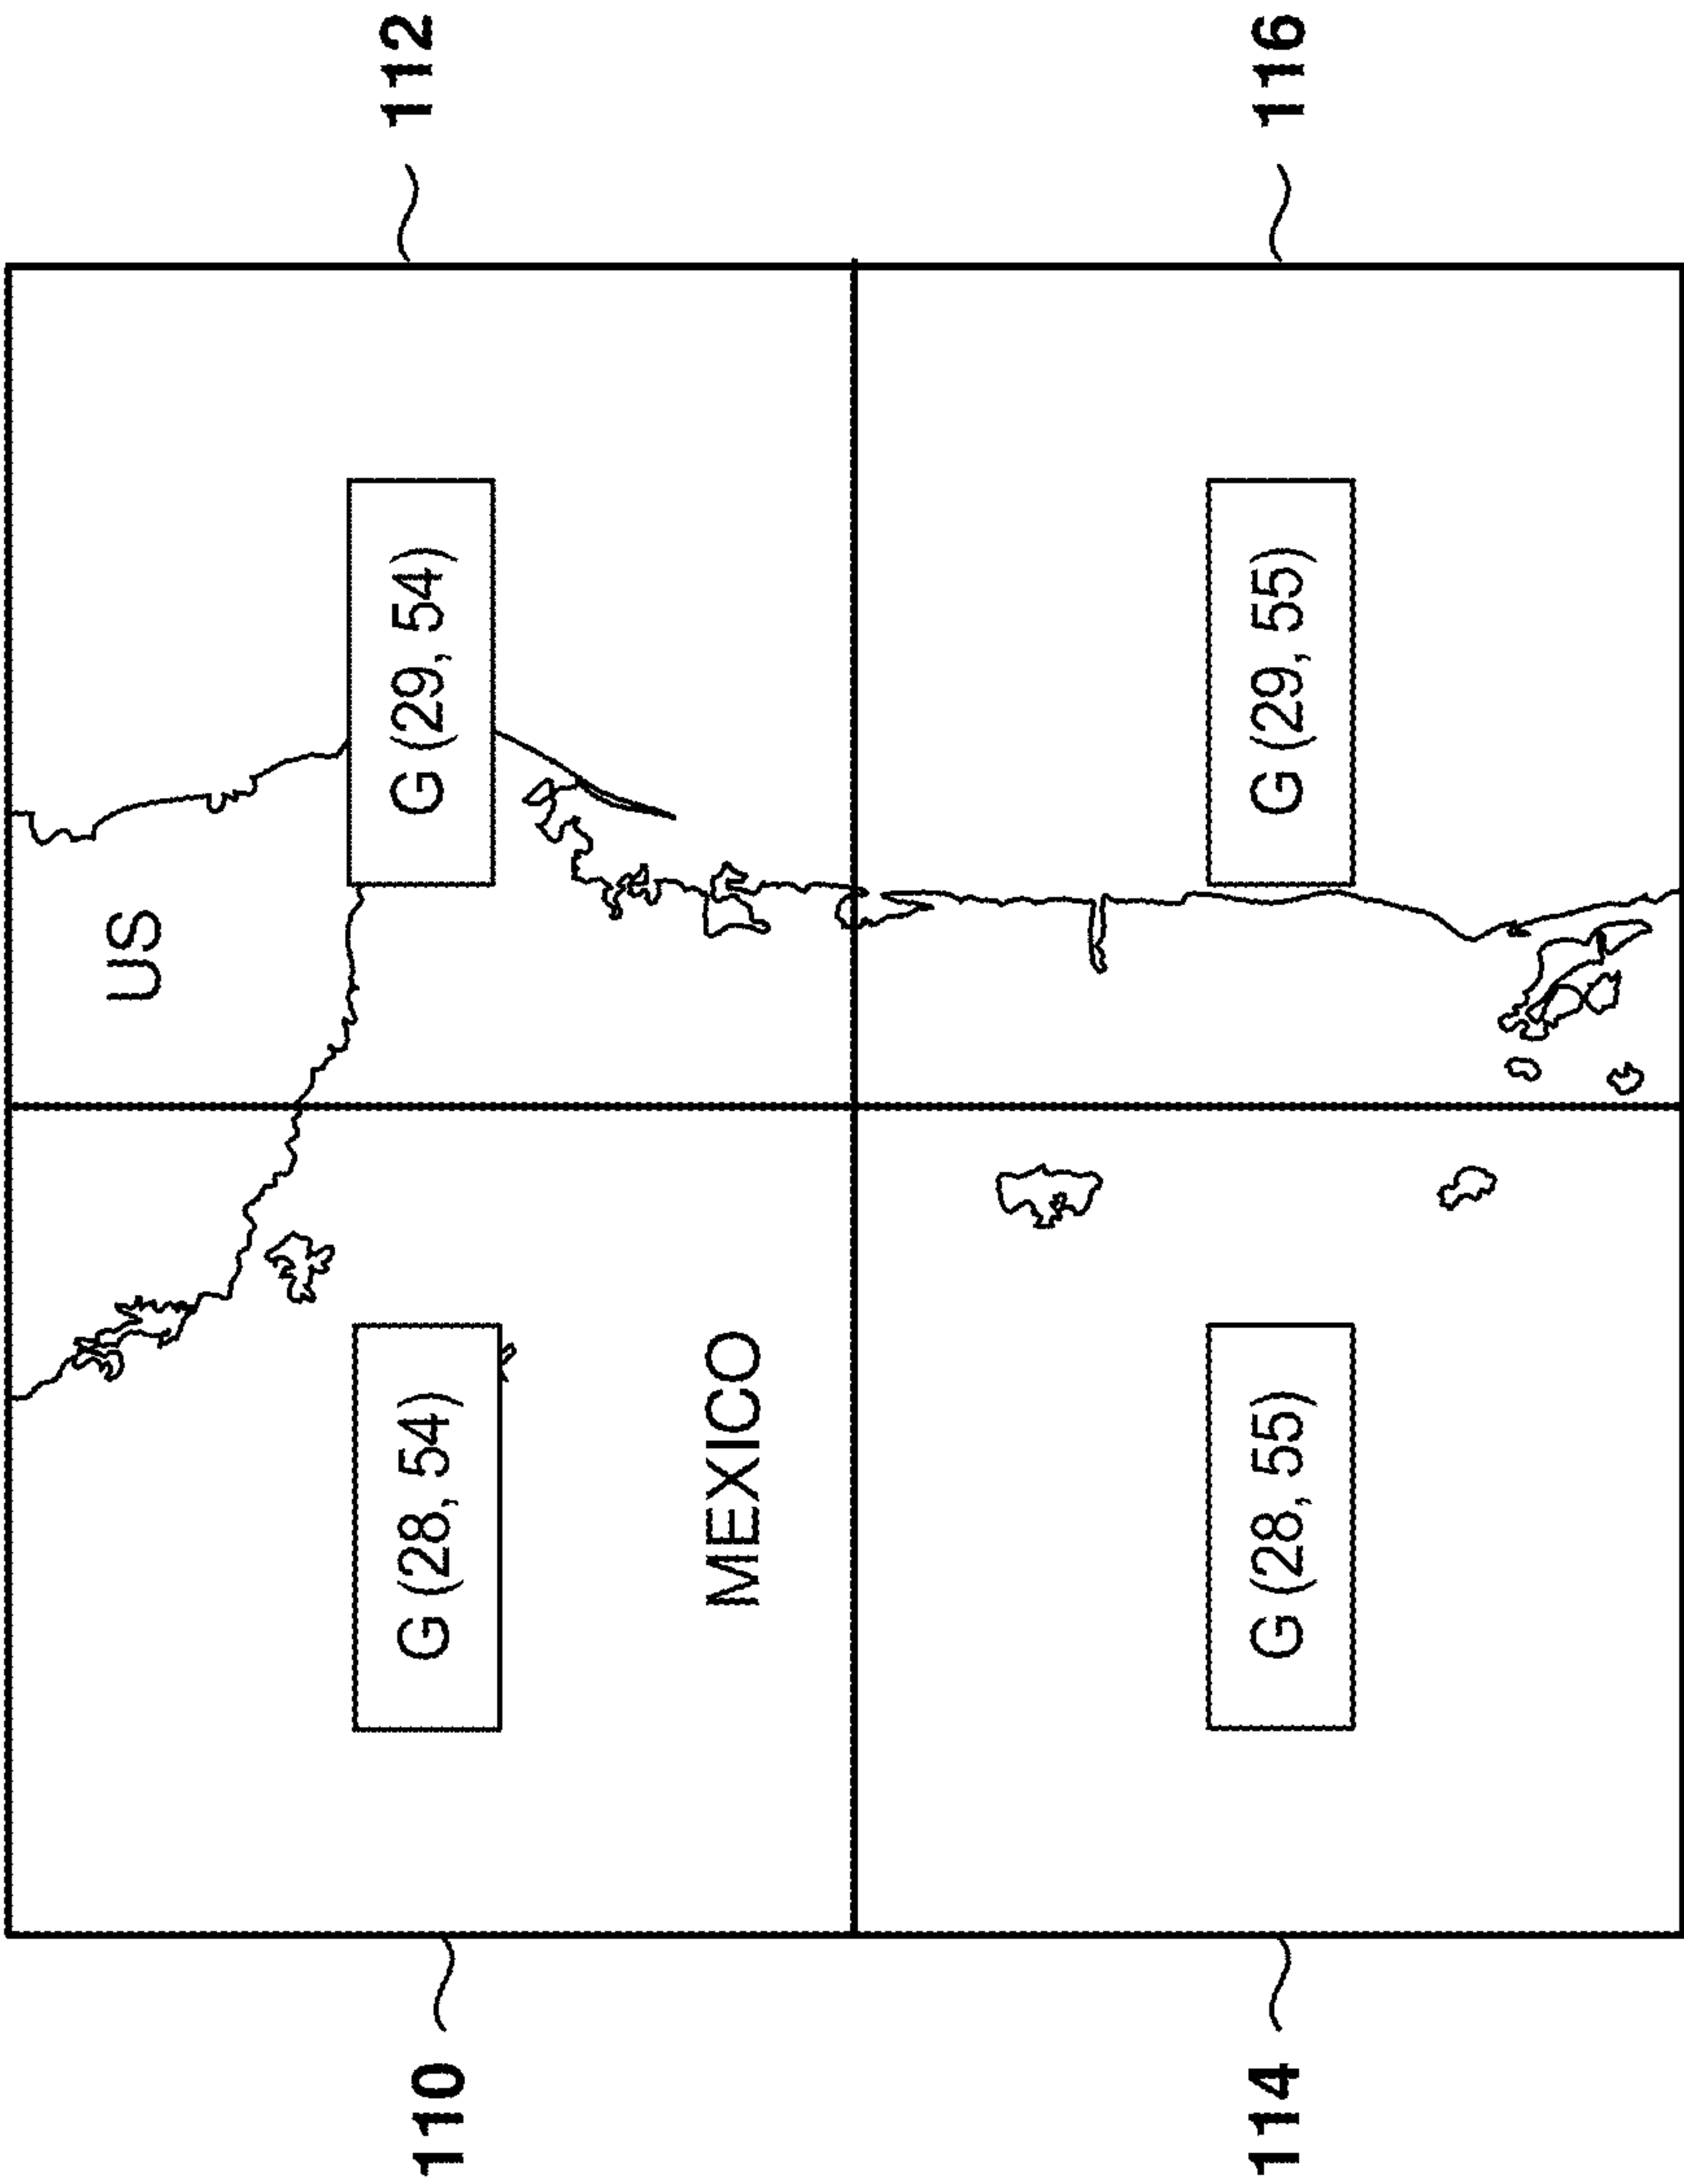 US
110
G (28, 54)
G (29, 54)
112
MEXICO
114
G (28, 55)
G (29, 55)
116